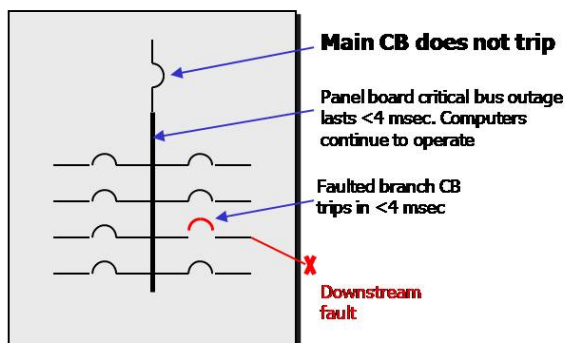 Main CB does not trip
Panel board critical bus outage
lasts <4 msec. Computers
continue to operate
Faulted branch CB
trips in <4 msec
X
Downstream
fault